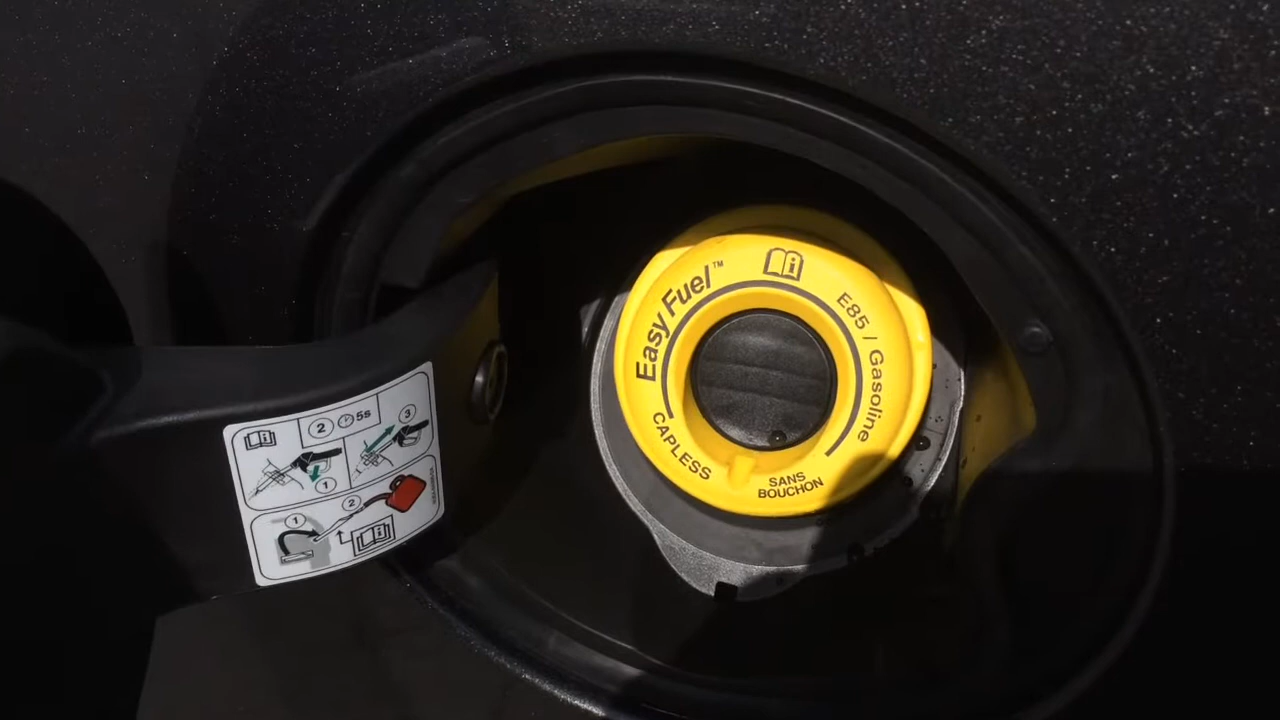 Easy Fuel™
E85 / Gasoline
CAPLESS
SANS
BOUCHON
2 5s
3
1
2
1